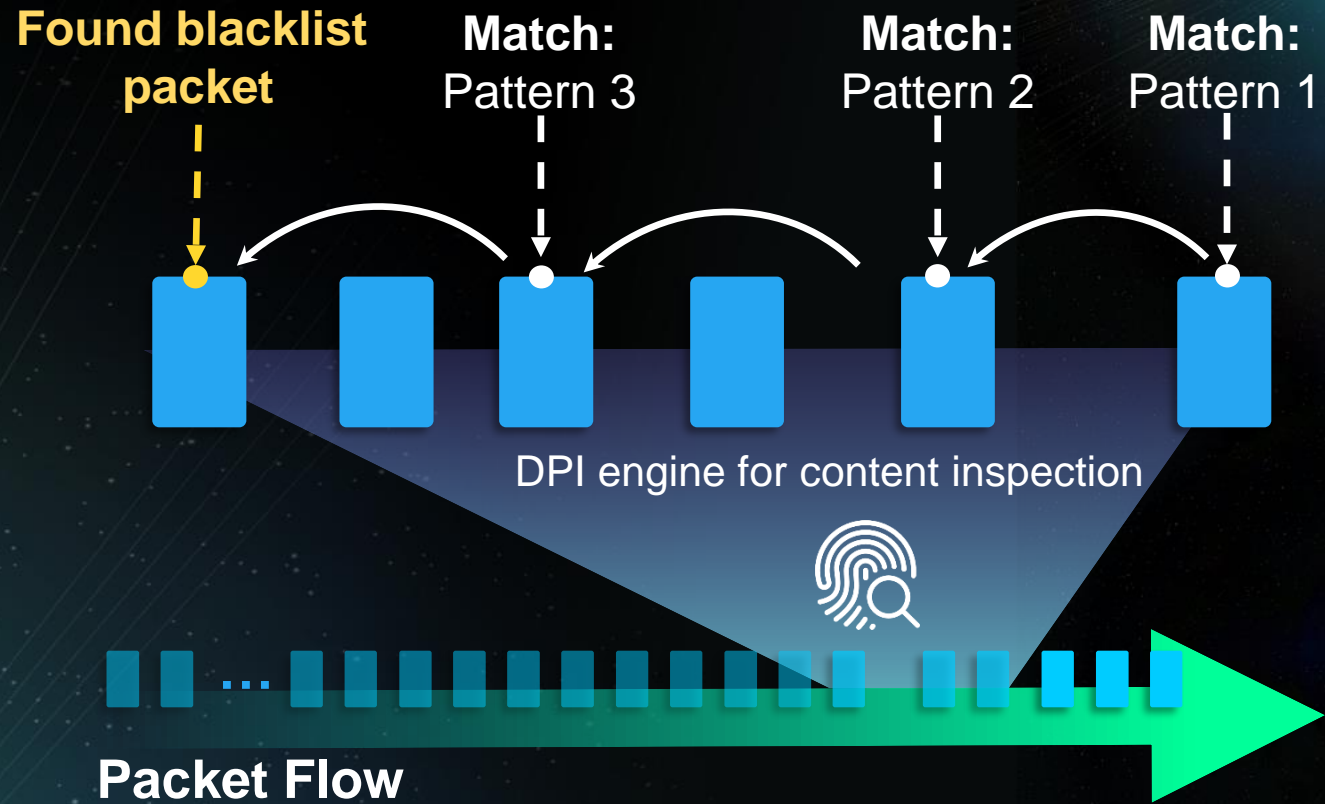 Found blacklist
packet
Match:
Pattern 3
Match:
Pattern 2
Match:
Pattern 1
DPI engine for content inspection
...
Packet Flow